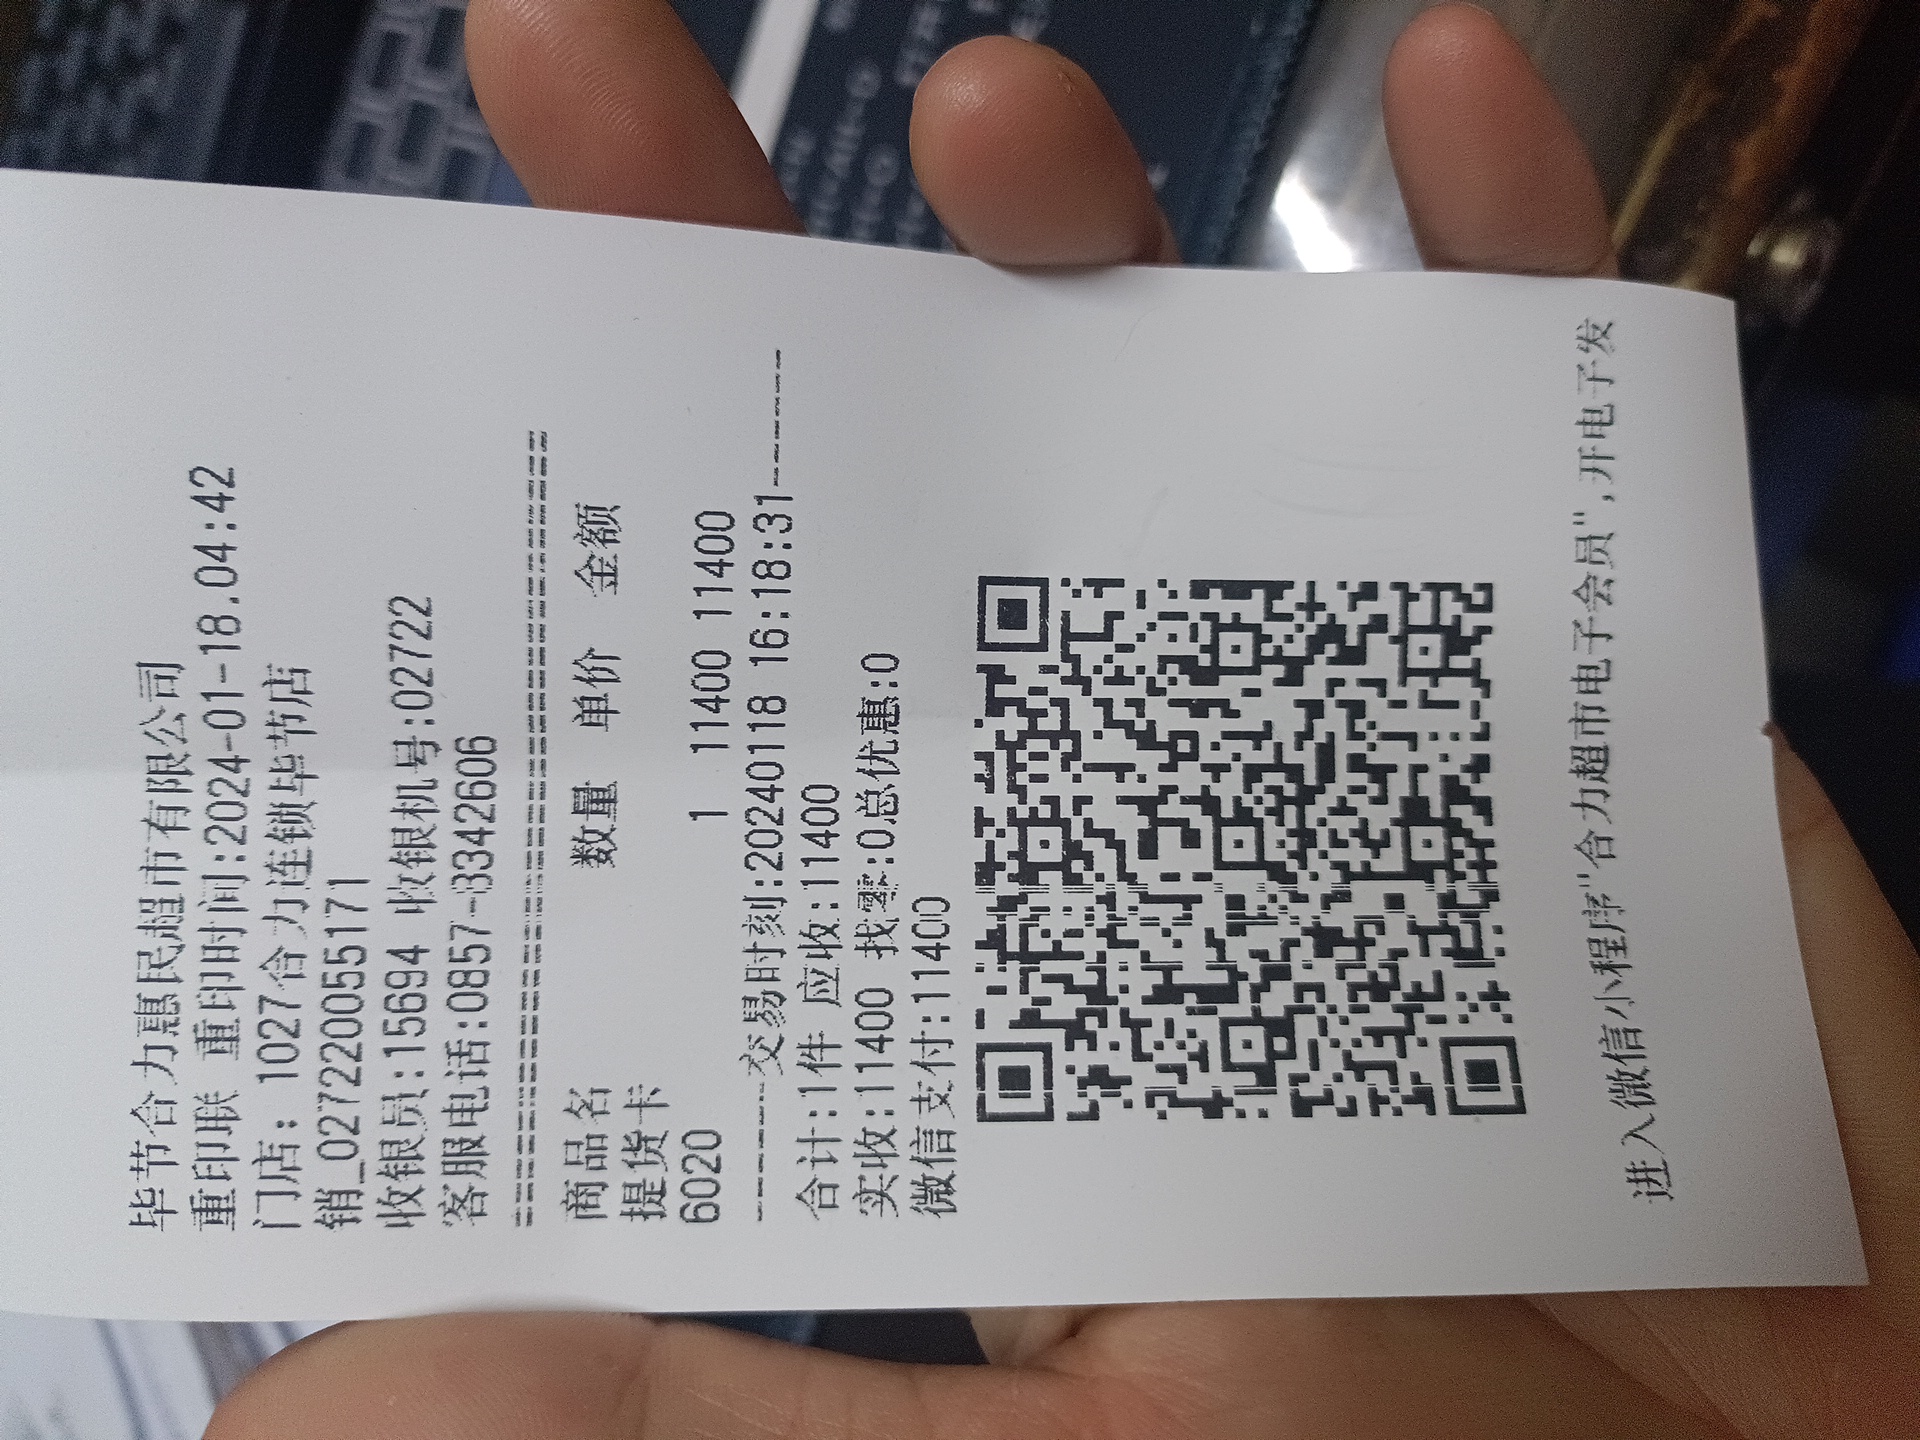 毕节合力惠民超市有限公司
重印联 重印时间:2024-01-18.04:42
门店: 1027合力连锁毕节店
销_0272200055171
收银员:15694 收银机号:02722
客服电话:0857-8342606
商品名 数量 单价 金额
提货卡
6020 1 11400 11400
交易时刻:20240118 16:18:31
合计:1件 应收:11400
实收:11400 找零:0总优惠:0
微信支付:11400
进入微信小程序"合力超市电子会员",开电子发